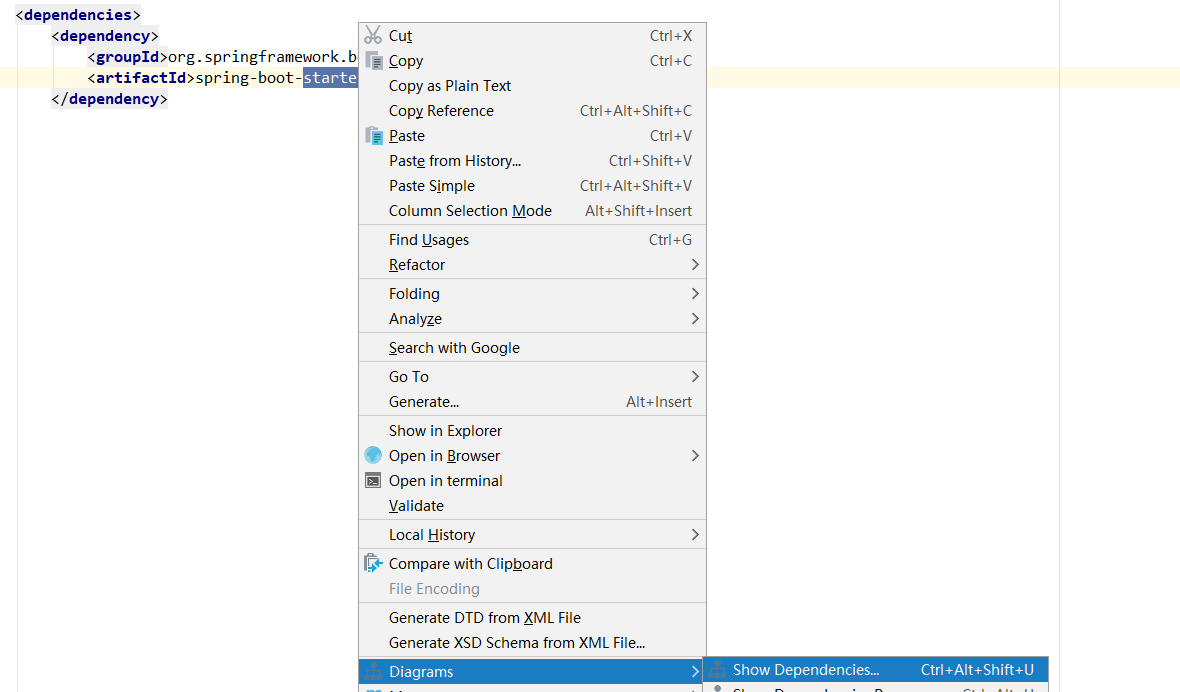 <dependencies>
<dependency>
<groupId>org.springframework.b
<artifactId>spring-boot-starte
</dependency>
Cut Ctrl+X
Copy Ctrl+C
Copy as Plain Text
Copy Reference Ctrl+Alt+Shift+C
Paste Ctrl+V
Paste from History... Ctrl+Shift+V
Paste Simple Ctrl+Alt+Shift+V
Column Selection Mode Alt+Shift+Insert
Find Usages Ctrl+G
Refactor
Folding
Analyze
Search with Google
Go To
Generate... Alt+Insert
Show in Explorer
Open in Browser
Open in terminal
Validate
Local History
Compare with Clipboard
File Encoding
Generate DTD from XML File
Generate XSD Schema from XML File...
Diagrams
Show Dependencies... Ctrl+Alt+Shift+U